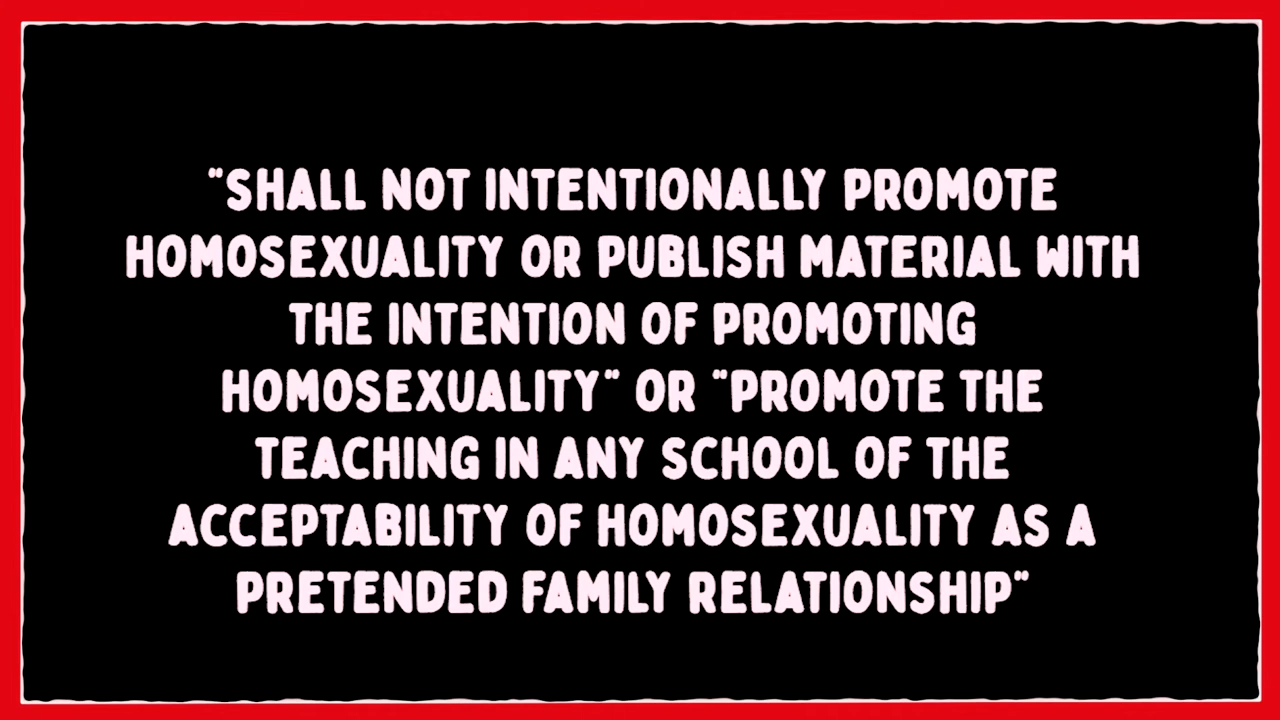 "SHALL NOT INTENTIONALLY PROMOTE
HOMOSEXUALITY OR PUBLISH MATERIAL WITH
THE INTENTION OF PROMOTING
HOMOSEXUALITY" OR "PROMOTE THE
TEACHING IN ANY SCHOOL OF THE
ACCEPTABILITY OF HOMOSEXUALITY AS A
PRETENDED FAMILY RELATIONSHIP"